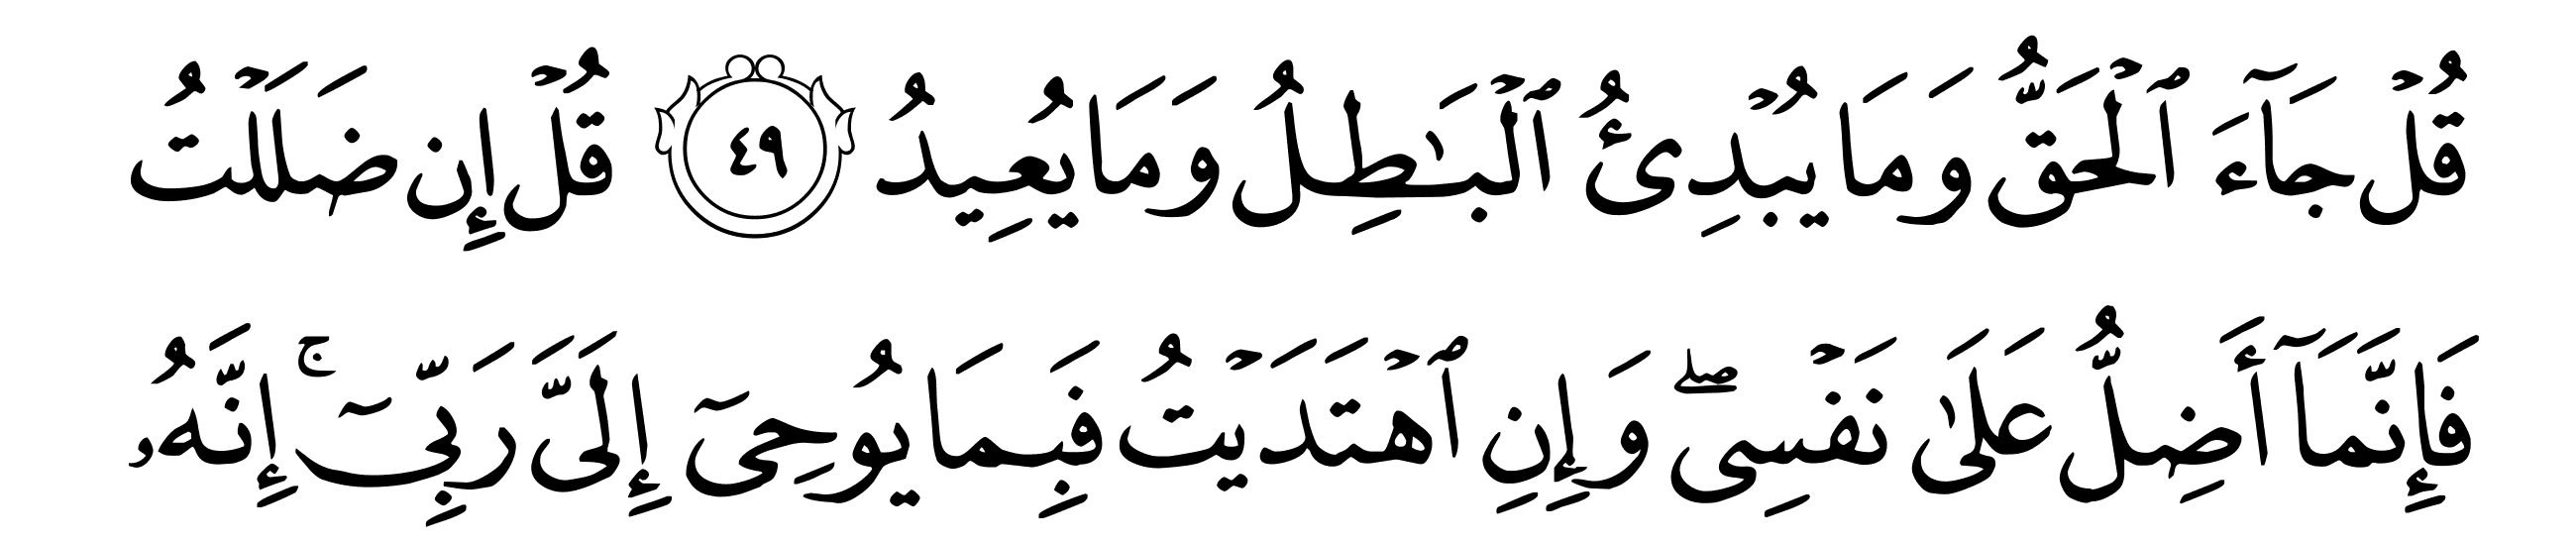 قُلۡ جَآءَ ٱلۡحَقُّ وَمَا يُبۡدِئُ ٱلۡبَٰطِلُ وَمَا يُعِيدُ ٤٩ قُلۡ إِن ضَلَلۡتُ
فَإِنَّمَآ أَضِلُّ عَلَىٰ نَفۡسِيۖ وَإِنِ ٱهۡتَدَيۡتُ فَبِمَا يُوحِيٓ إِلَيَّ رَبِّيٓۚ إِنَّهُۥ